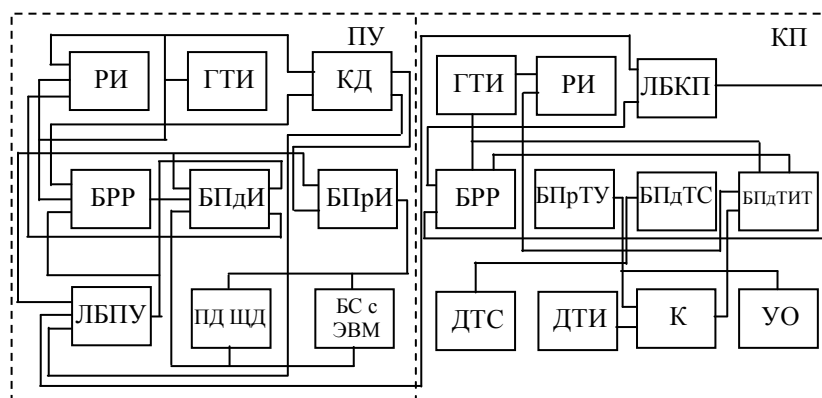 ПУ
РИ
ГТИ
КД
БРР
БПдИ
БПрИ
ЛБПУ
ПД ЩД
БС с
ЭВМ
КП
ГТИ
РИ
ЛБКП
БРР
БПрТУ
БПдТС
БПдТИТ
ДТС
ДТИ
К
УО